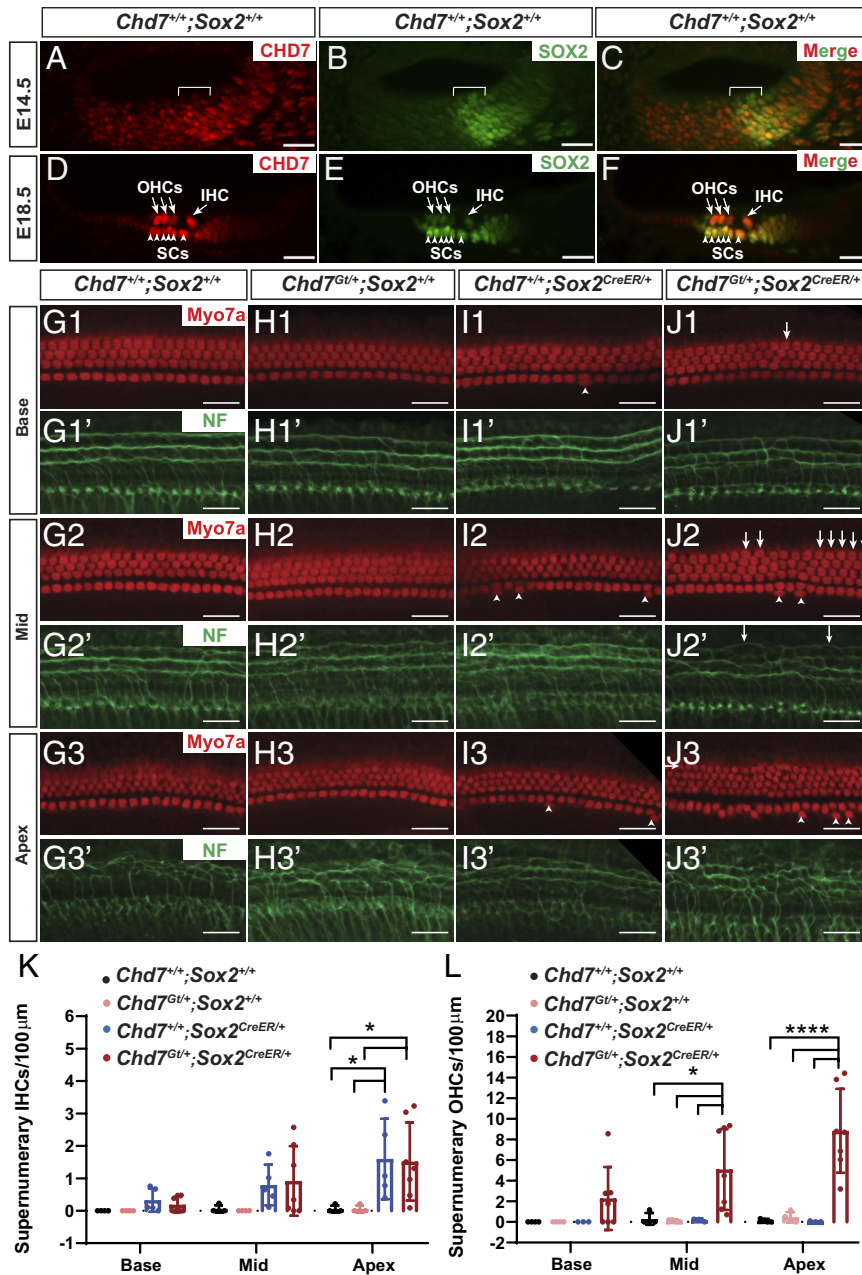 Chd7+/+;Sox2+/+ Chd7+/+;Sox2+/+ Chd7+/+;Sox2+/+
E14.5
A CHD7 B SOX2 C Merge
E18.5
D CHD7 E SOX2 F Merge
OHCs IHC OHCs IHC OHCs IHC
SCs SCs SCs
Chd7+/+;Sox2+/+ Chd7Gt/+;Sox2+/+ Chd7+/+;Sox2CreER/+ Chd7Gt/+;Sox2CreER/+
Base
G1 Myo7a H1 I1 J1
G1' NF H1' I1' J1'
Mid
G2 Myo7a H2 I2 J2
G2' NF H2' I2' J2'
Apex
G3 Myo7a H3 I3 J3
G3' NF H3' I3' J3'
K
Chd7+/+;Sox2+/+
Chd7Gt/+;Sox2+/+
Chd7+/+;Sox2CreER/+
Chd7Gt/+;Sox2CreER/+
Supernumerary IHCs/100μm
6
5
4
3
2
1
0
-1
*
*
Base Mid Apex
L
Chd7+/+;Sox2+/+
Chd7Gt/+;Sox2+/+
Chd7+/+;Sox2CreER/+
Chd7Gt/+;Sox2CreER/+
Supernumerary OHCs/100μm
20
18
16
14
12
10
8
6
4
2
0
-2
*
****
Base Mid Apex